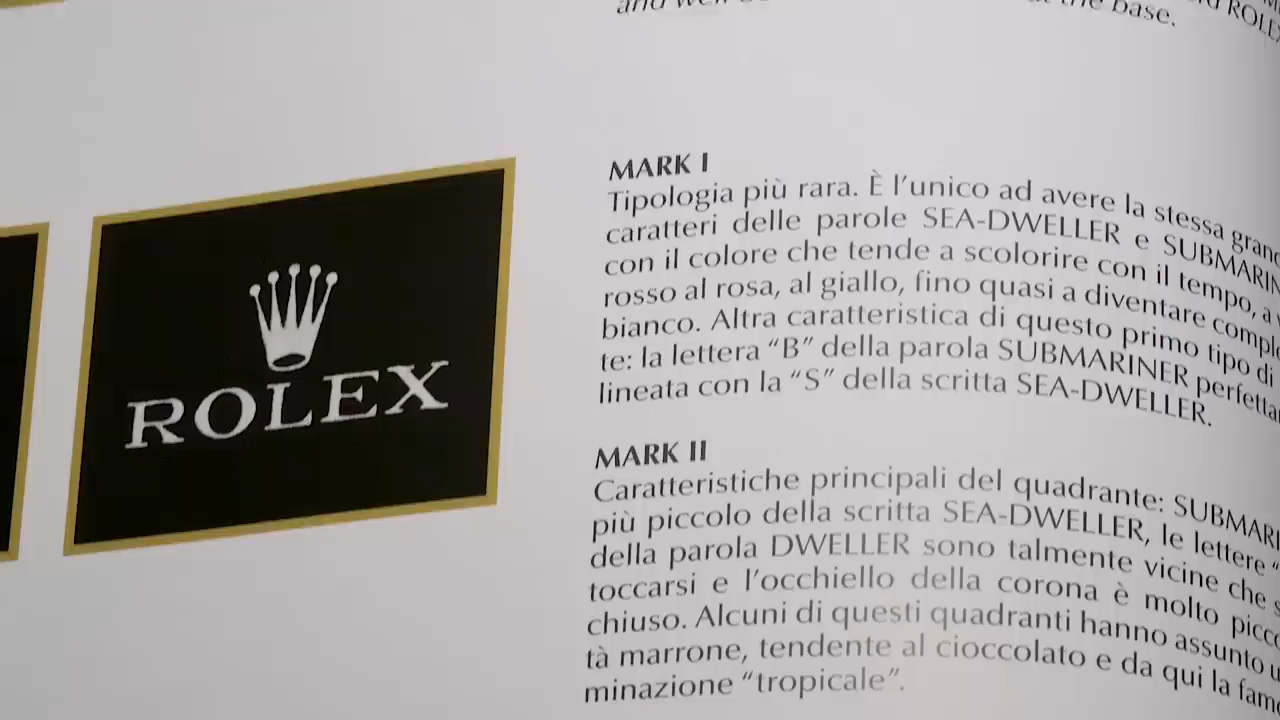 the base.
ROLEX
MARK I
Tipologia più rara. È l'unico ad avere la stessa
caratteri delle parole SEA-DWELLER e
con il colore che tende a scolorire con il tempo, a
rosso al rosa, al giallo, fino quasi a diventare
bianco. Altra caratteristica di questo primo tipo di
te: la lettera “B” della parola SUBMARINER
lineata con la “S” della scritta SEA-DWELLER.
MARK II
Caratteristiche principali del quadrante:
più piccolo della scritta SEA-DWELLER, le lettere
della parola DWELLER sono talmente vicine che
toccarsi e l'occhiello della corona è molto
chiuso. Alcuni di questi quadranti hanno assunto
tà marrone, tendente al cioccolato e da qui la
minazione “tropicale”.